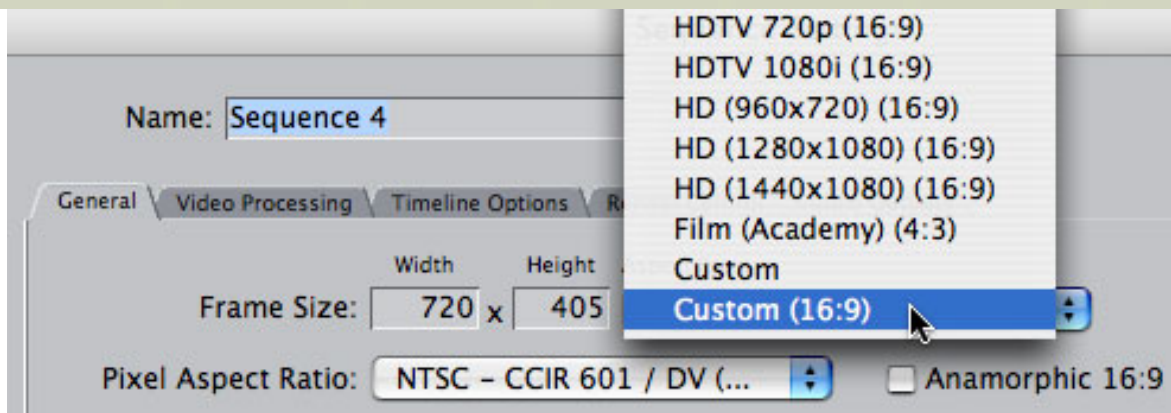 HDTV 720p (16:9)
HDTV 1080i (16:9)
Name: Sequence 4
HD (960x720) (16:9)
HD (1280x1080) (16:9)
HD (1440x1080) (16:9)
General Video Processing Timeline Options
Film (Academy) (4:3)
Width Height
Custom
Frame Size: 720 x 405
Custom (16:9)
Pixel Aspect Ratio: NTSC - CCIR 601 / DV (... Anamorphic 16:9